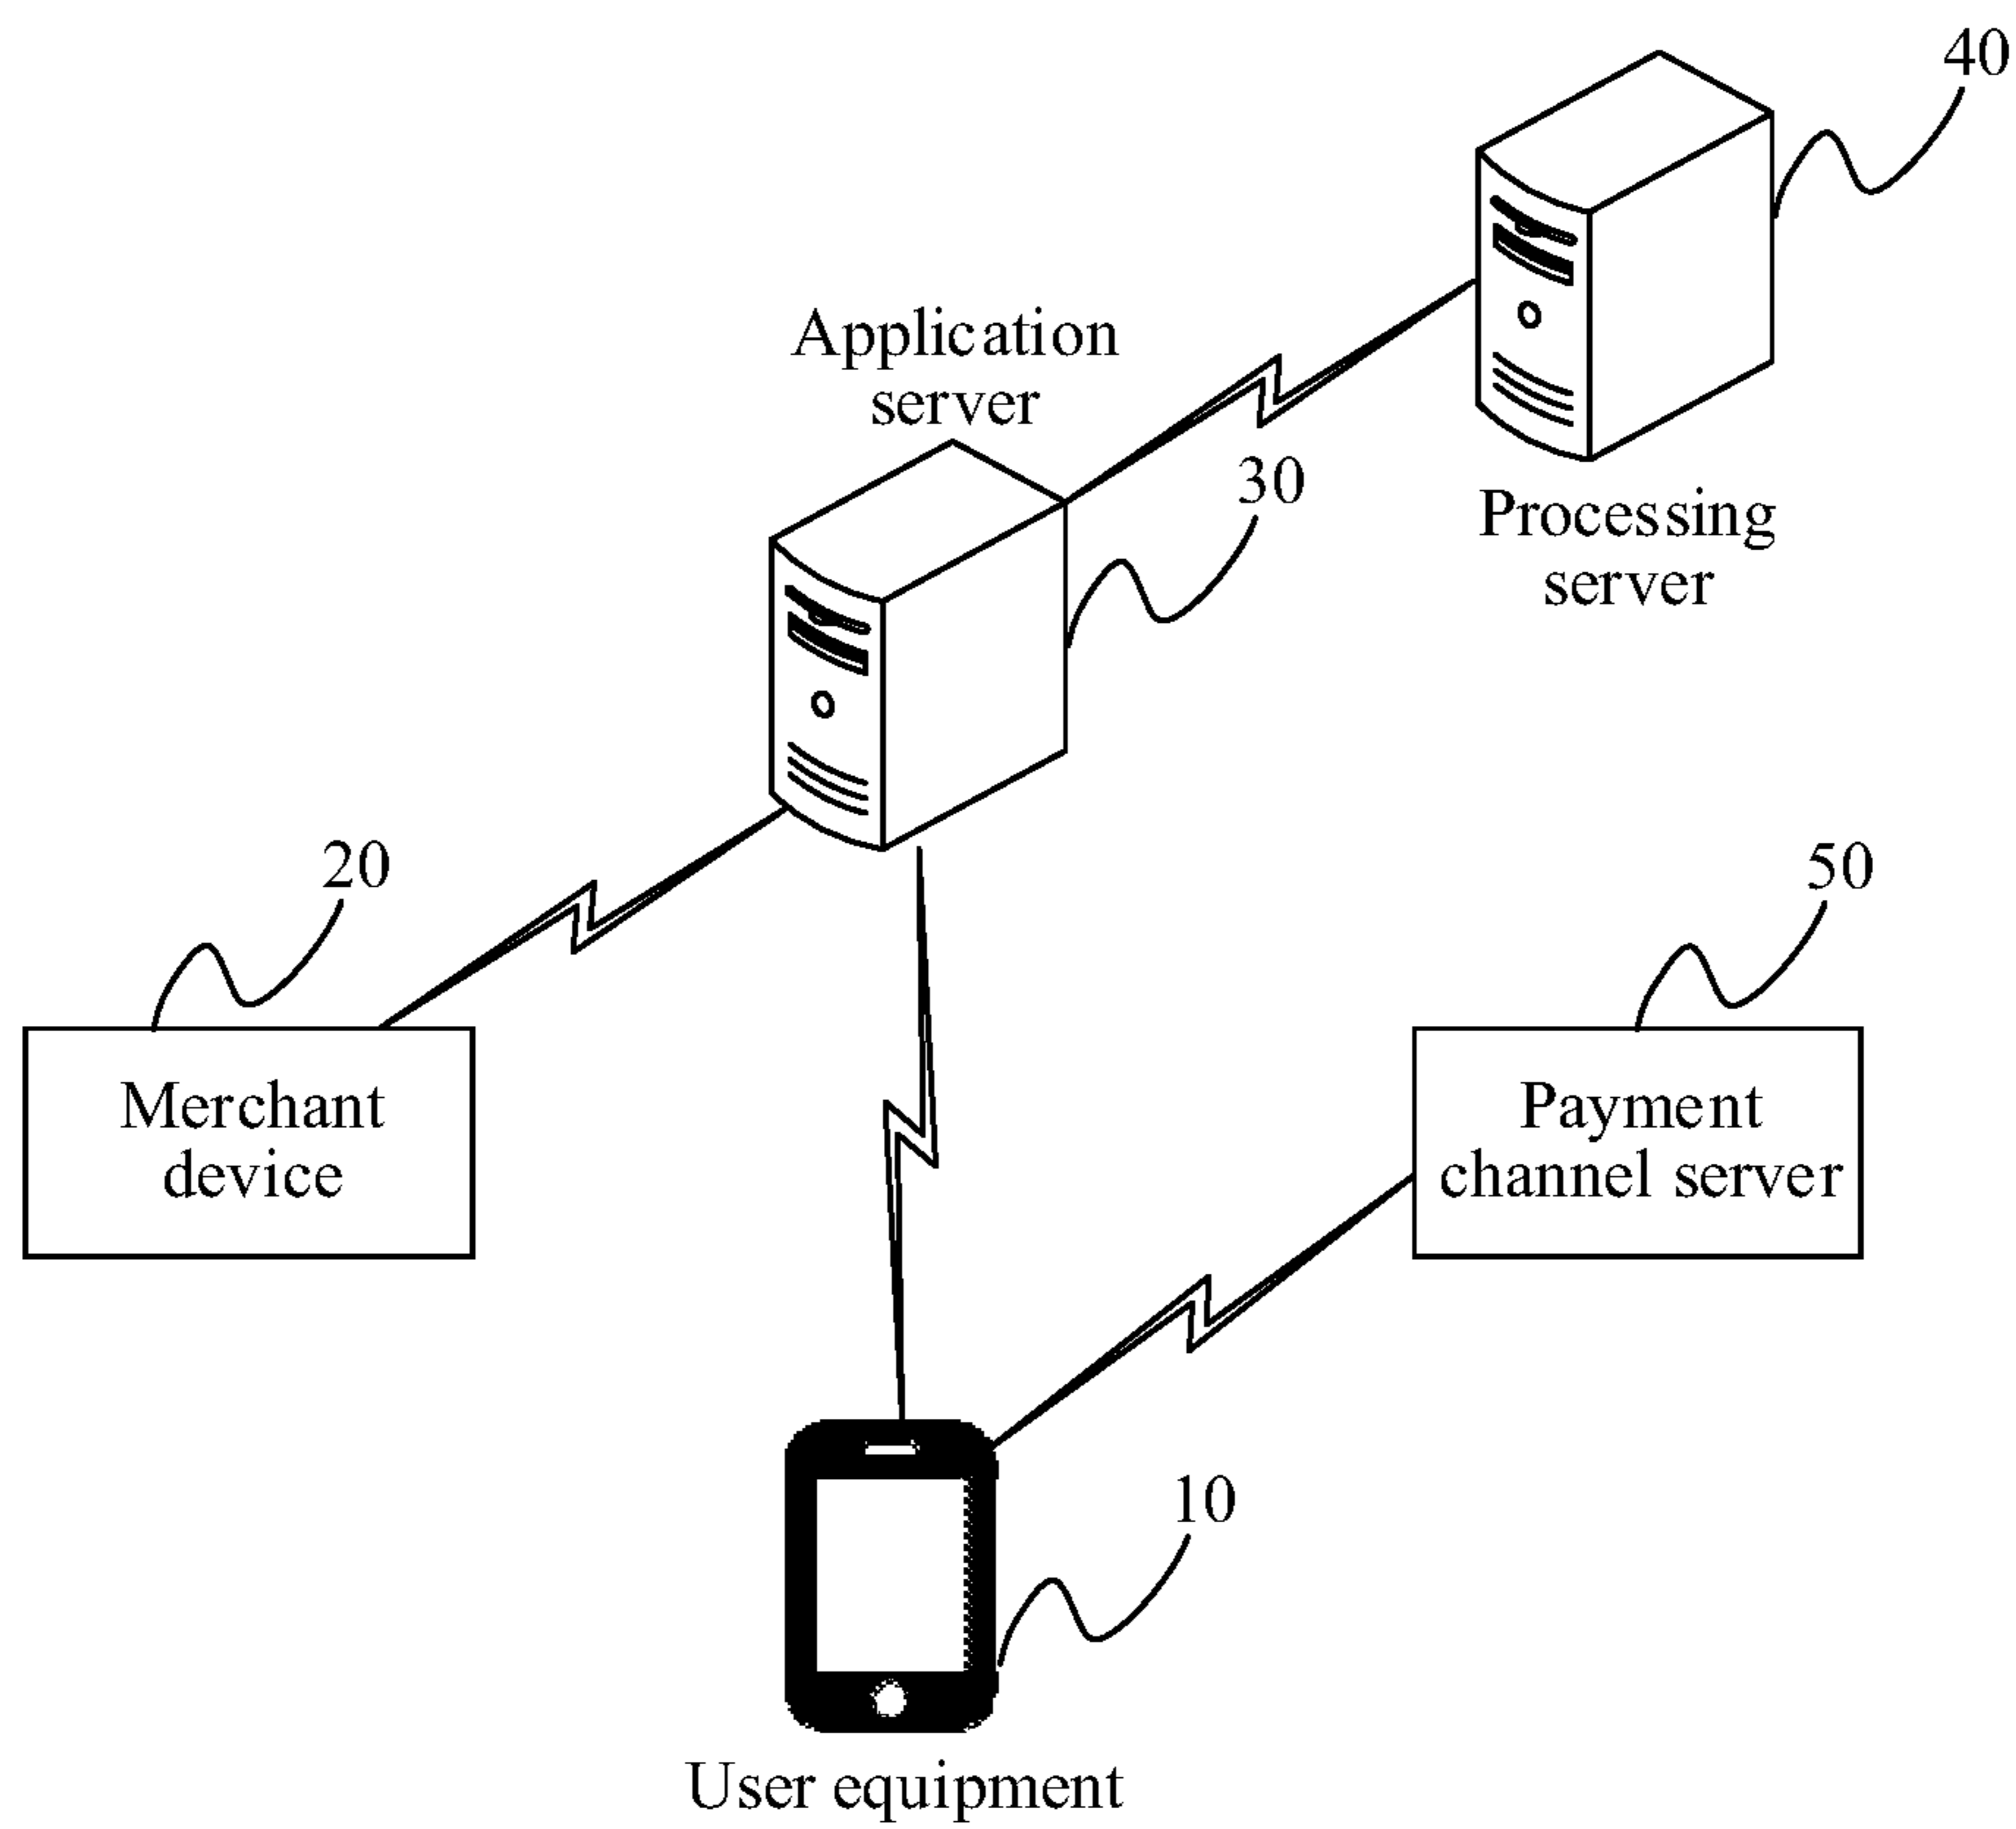 40
Application
server
30
Processing
server
20
50
Merchant
device
Payment
channel server
10
User equipment